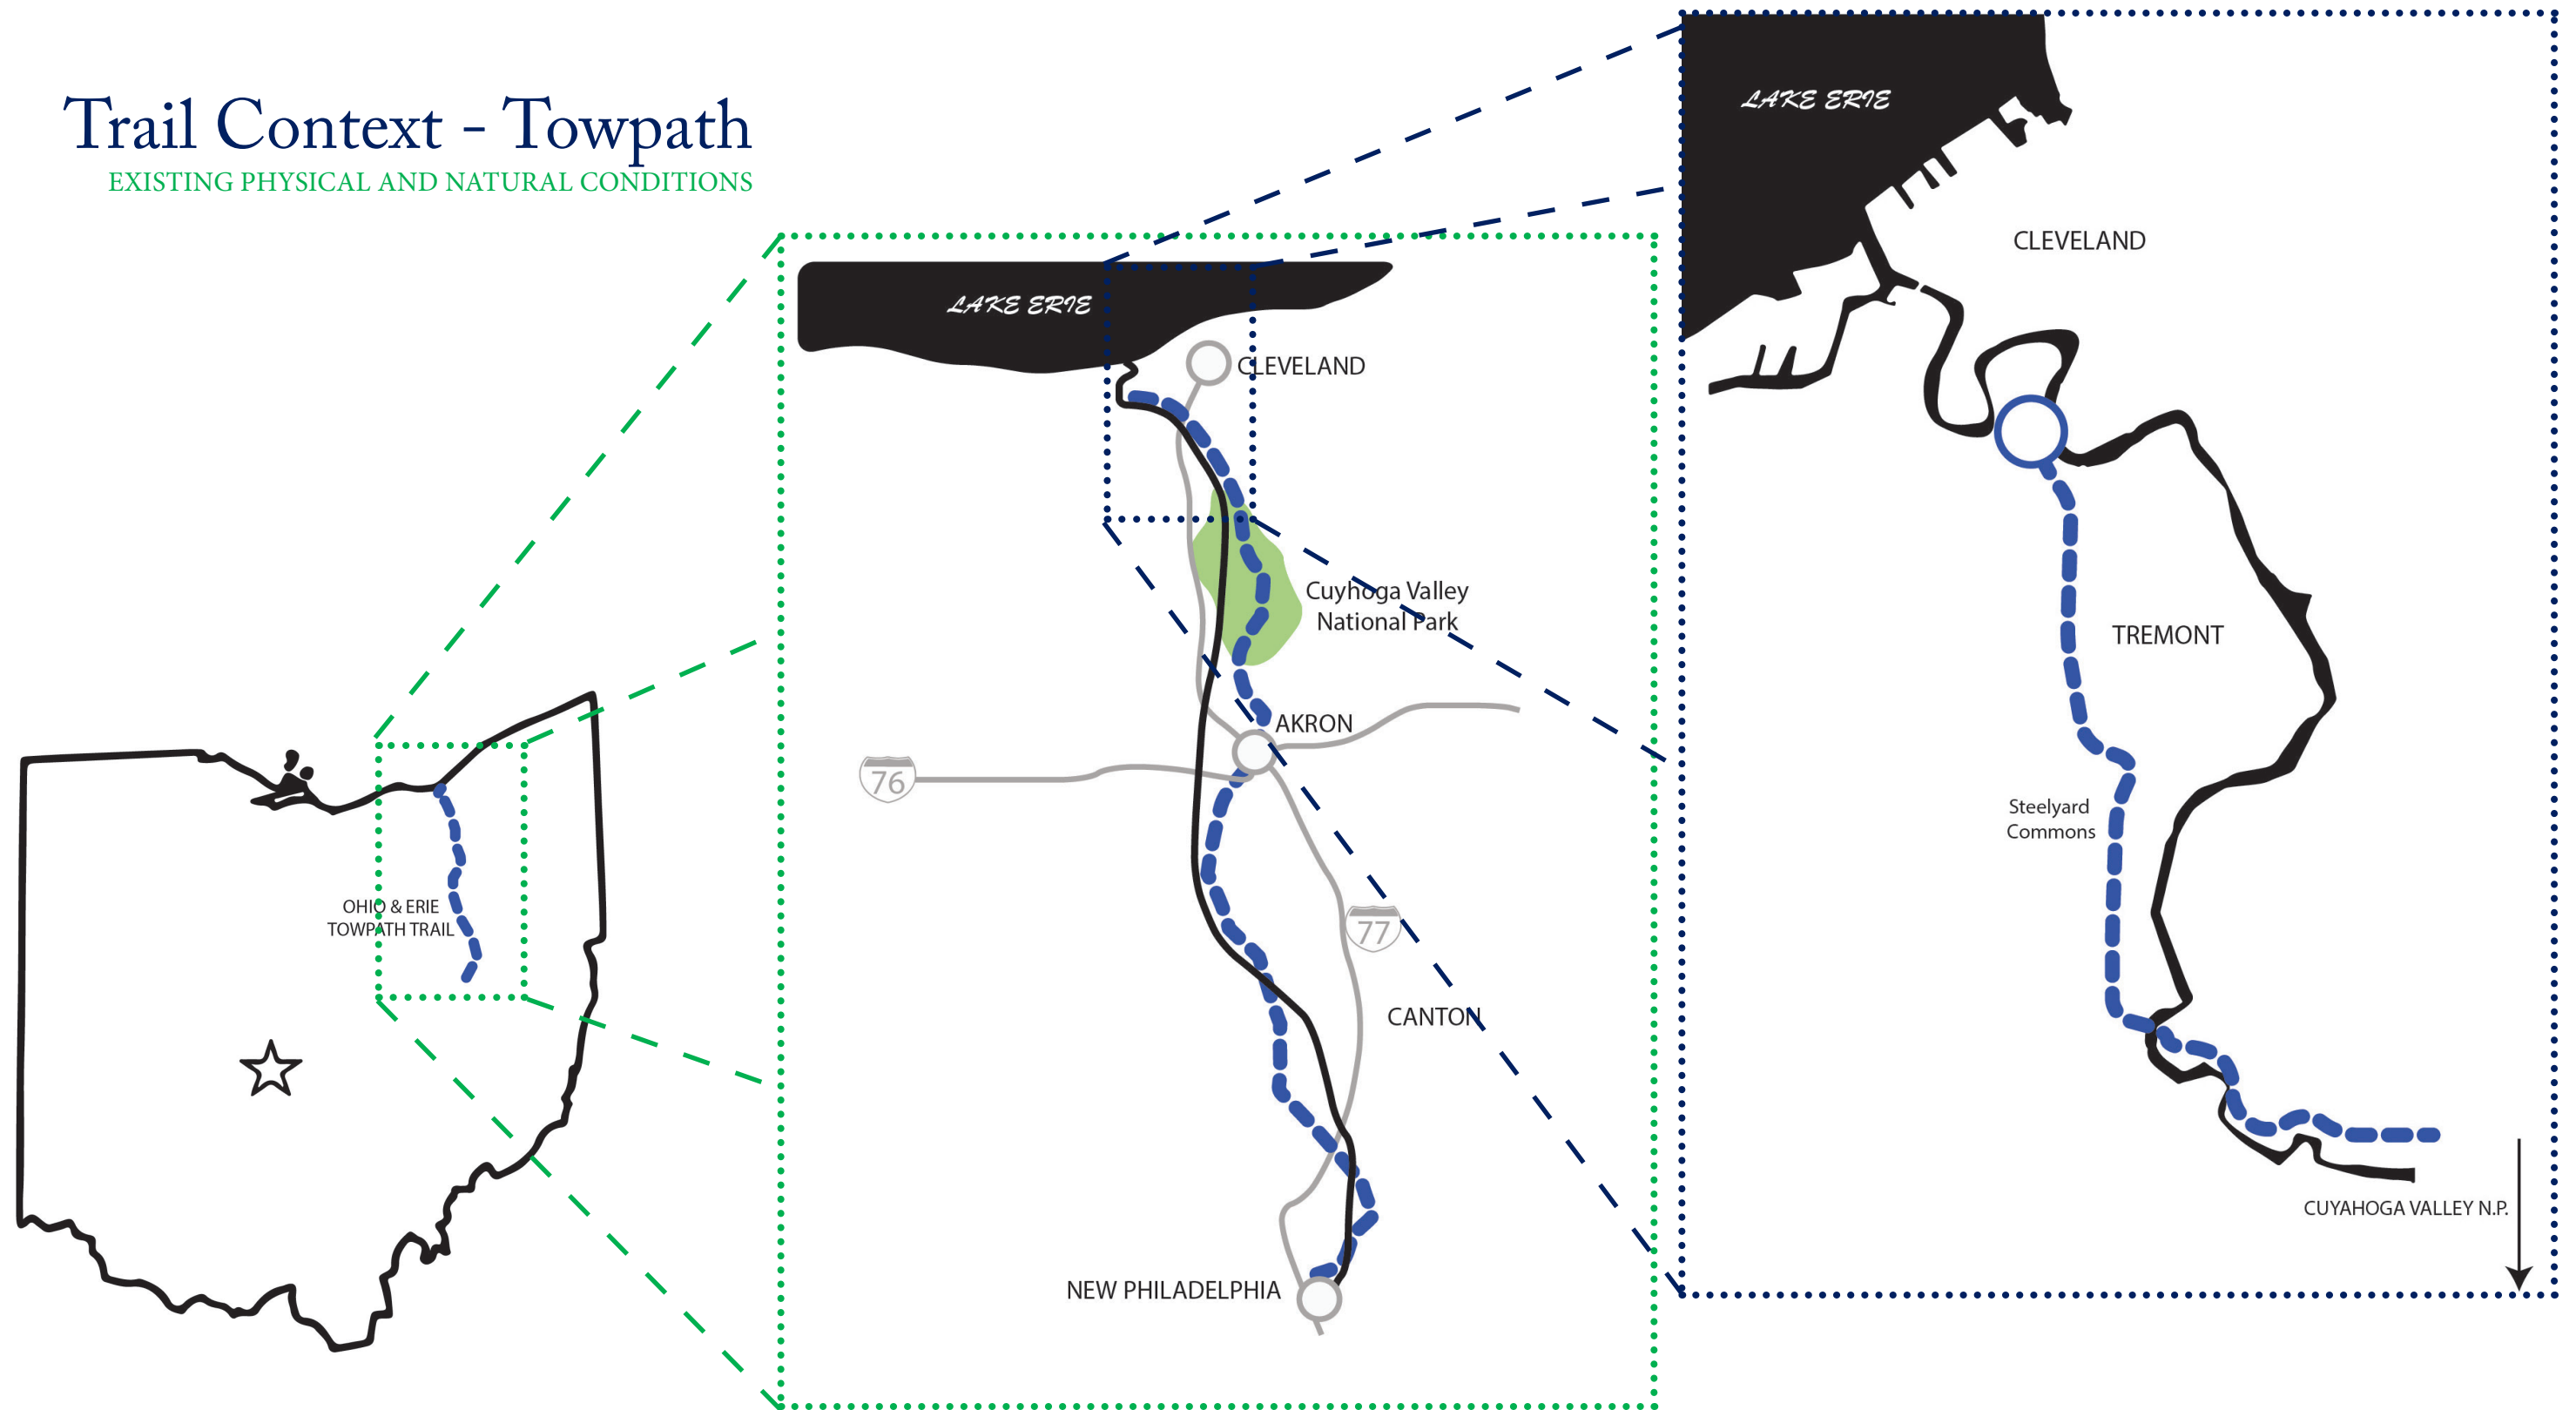 Trail Context - Towpath
EXISTING PHYSICAL AND NATURAL CONDITIONS
OHIO & ERIE
TOWPATH TRAIL
LAKE ERIE
CLEVELAND
Cuyhoga Valley
National Park
AKRON
76
77
CANTON
NEW PHILADELPHIA
LAKE ERIE
CLEVELAND
TREMONT
Steelyard
Commons
CUYAHOGA VALLEY N.P.